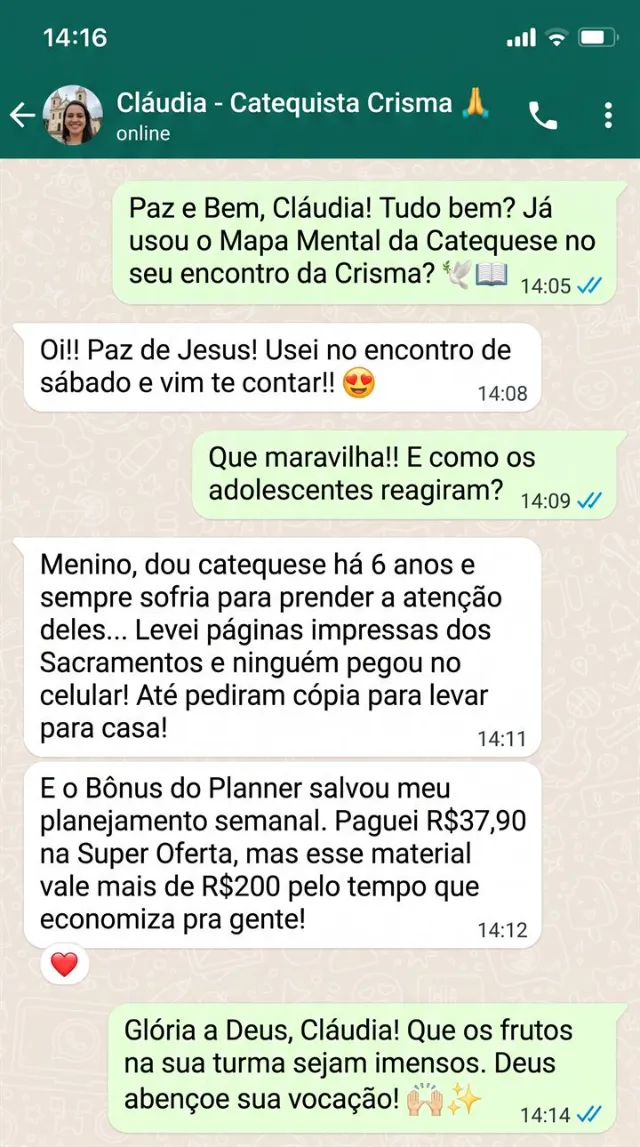 14:16
Cláudia - Catequista Crisma 🙏
online
Paz e Bem, Cláudia! Tudo bem? Já
usou o Mapa Mental da Catequese no
seu encontro da Crisma? 🕊️📖 14:05
Oi!! Paz de Jesus! Usei no encontro de
sábado e vim te contar!! 😍 14:08
Que maravilha!! E como os
adolescentes reagiram? 14:09
Menino, dou catequese há 6 anos e
sempre sofria para prender a atenção
deles... Levei páginas impressas dos
Sacramentos e ninguém pegou no
celular! Até pediram cópia para levar
para casa! 14:11
E o Bônus do Planner salvou meu
planejamento semanal. Paguei R$37,90
na Super Oferta, mas esse material
vale mais de R$200 pelo tempo que
economiza pra gente! 14:12
❤️
Glória a Deus, Cláudia! Que os frutos
na sua turma sejam imensos. Deus
abençoe sua vocação! 🙌🏻✨ 14:14